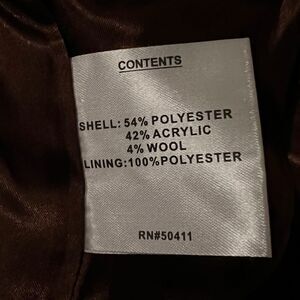 CONTENTS
SHELL: 54% POLYESTER
42% ACRYLIC
4% WOOL
LINING:100%POLYESTER
RN#50411